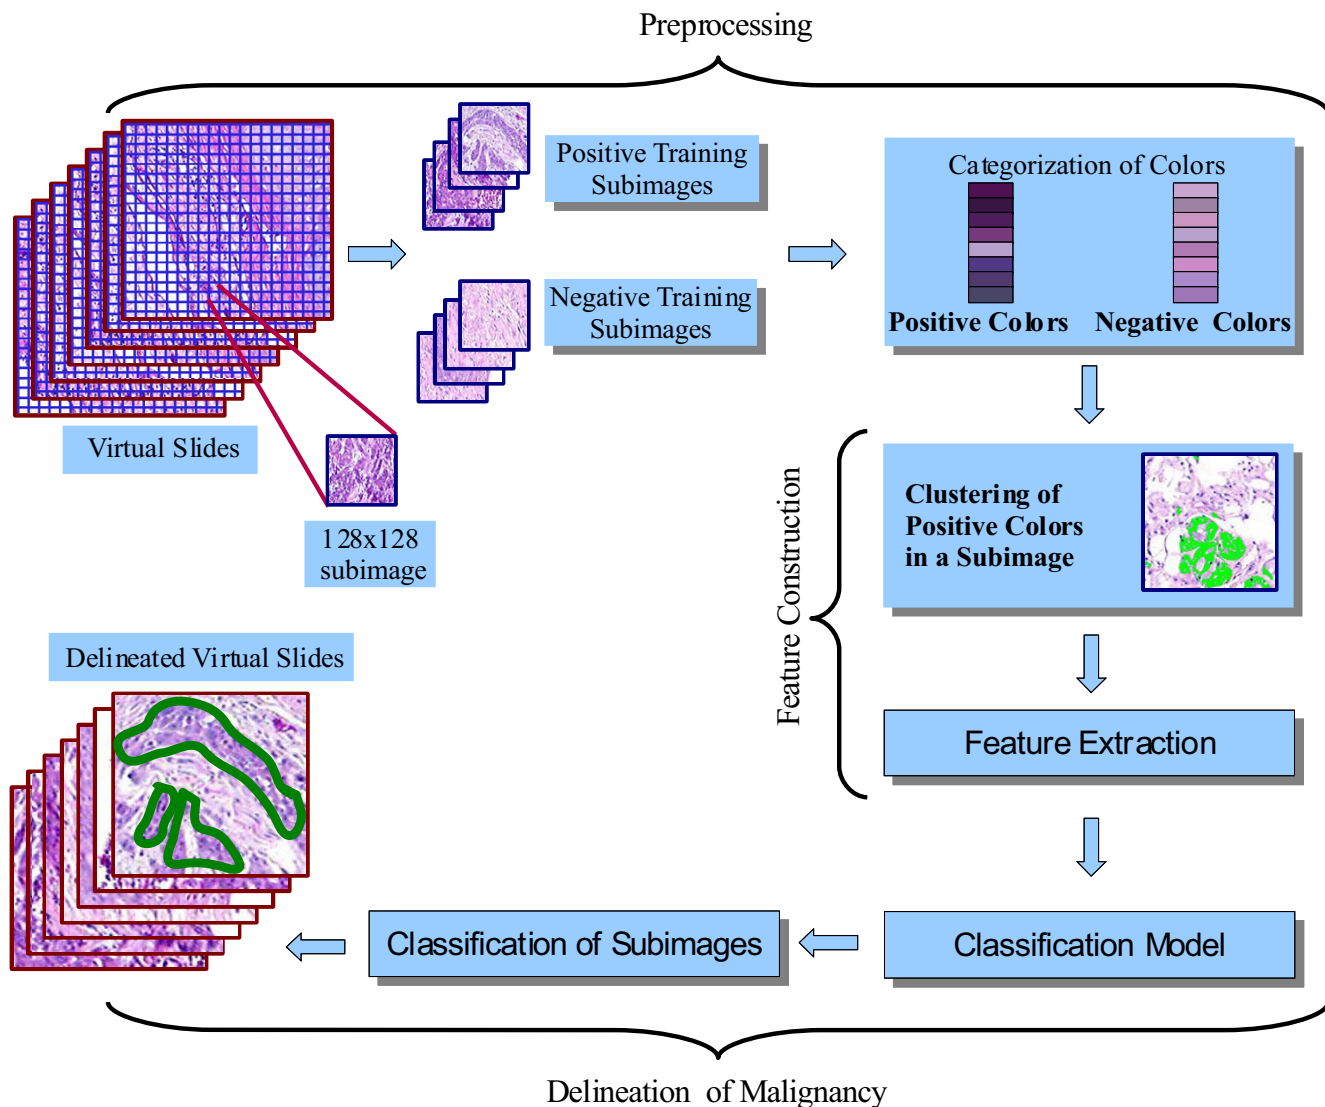 Preprocessing
Positive Training
Subimages
Negative Training
Subimages
Categorization of Colors
Positive Colors
Negative Colors
Virtual Slides
128x128
subimage
Feature Construction
Clustering of
Positive Colors
in a Subimage
Feature Extraction
Delineated Virtual Slides
Classification of Subimages
Classification Model
Delineation of Malignancy